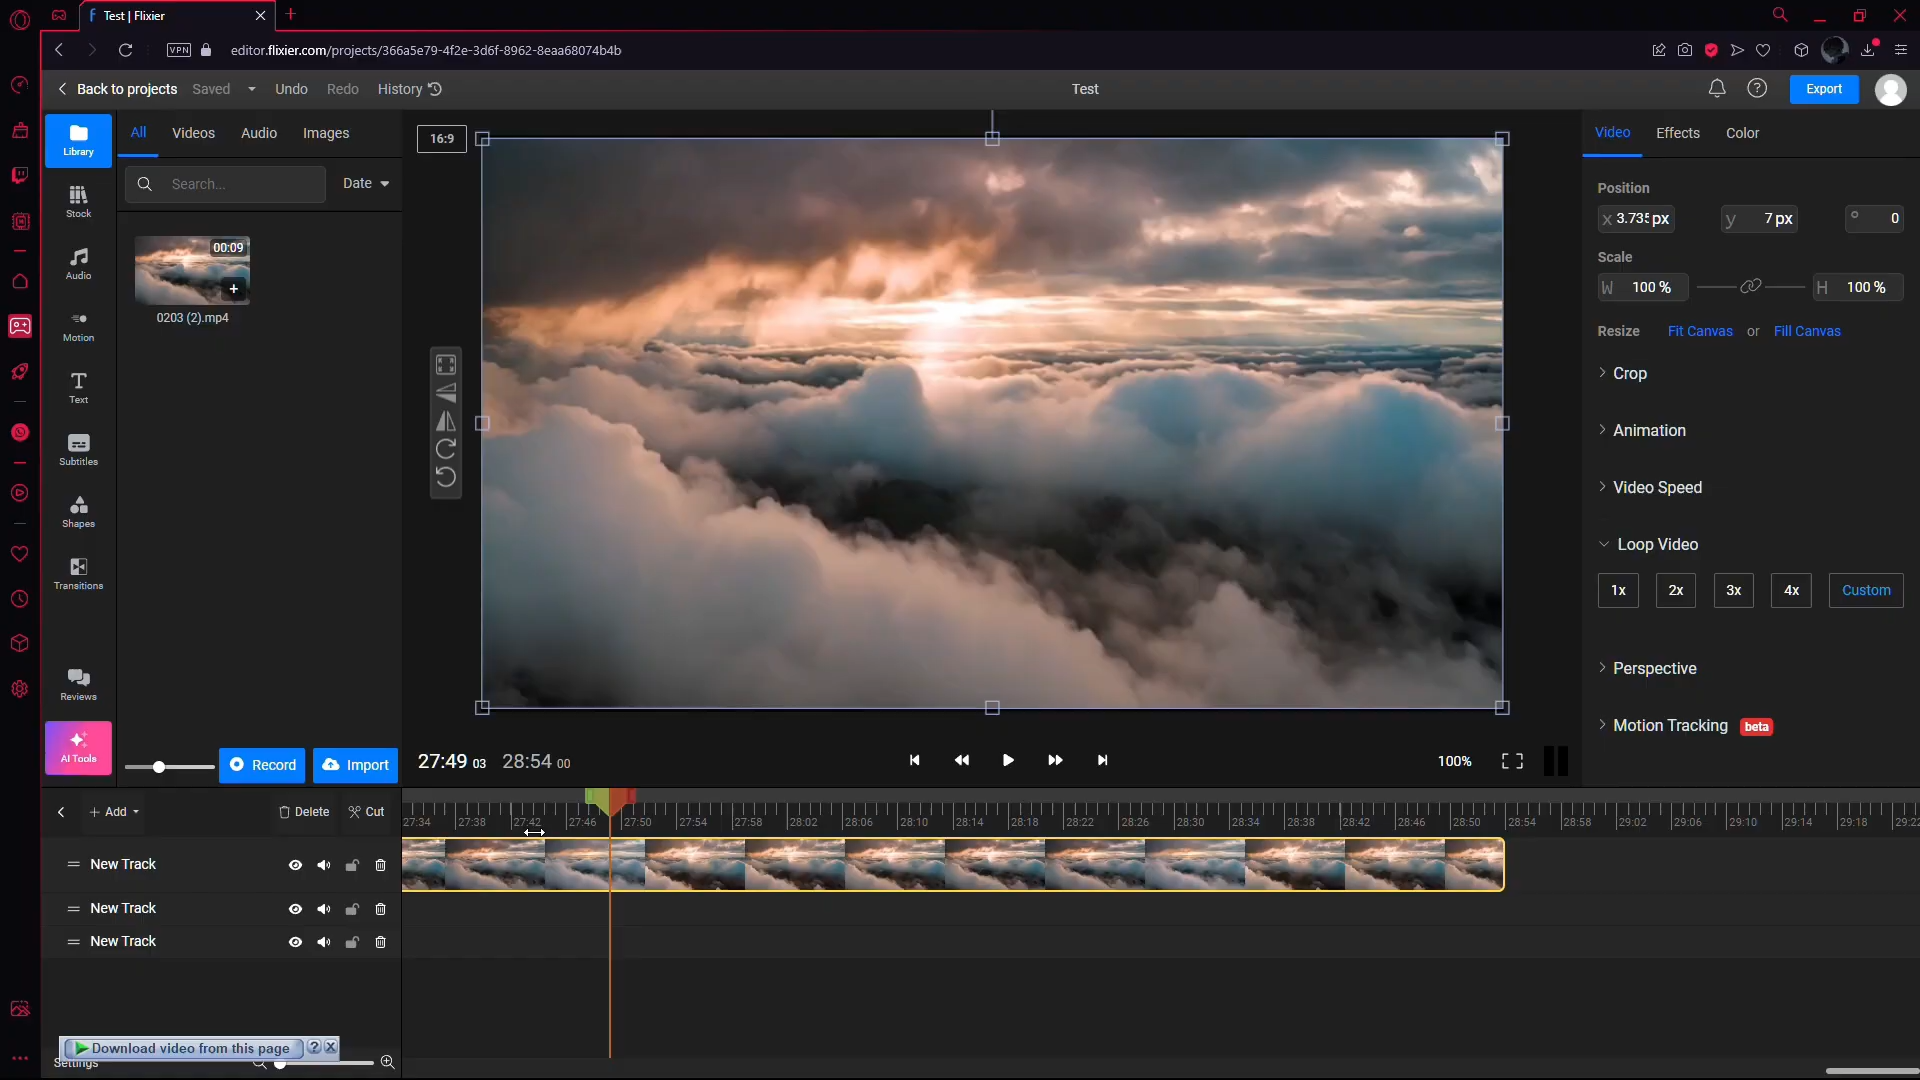 Test | Flixier
VPN
editor.flixier.com/projects/366a5e79-4f2e-3d6f-8962-8eaa68074b4b
Back to projects
Saved
Undo
Redo
History
Test
Export
Library
Stock
Audio
Motion
Text
Subtitles
Shapes
Transitions
Reviews
AI Tools
All
Videos
Audio
Images
Search...
Date
00:09
0203 (2).mp4
Record
Import
16:9
Video
Effects
Color
Position
x 3.735 px
y 7 px
° 0
Scale
W 100 %
H 100 %
Resize
Fit Canvas or Fill Canvas
Crop
Animation
Video Speed
Loop Video
1x
2x
3x
4x
Custom
Perspective
Motion Tracking beta
27:49 03
28:54 00
100%
+ Add
Delete
Cut
27:34
27:38
27:42
27:46
27:50
27:54
27:58
28:02
28:06
28:10
28:14
28:18
28:22
28:26
28:30
28:34
28:38
28:42
28:46
28:50
28:54
28:58
29:02
29:06
29:10
29:14
29:18
New Track
New Track
New Track
Download video from this page
Settings